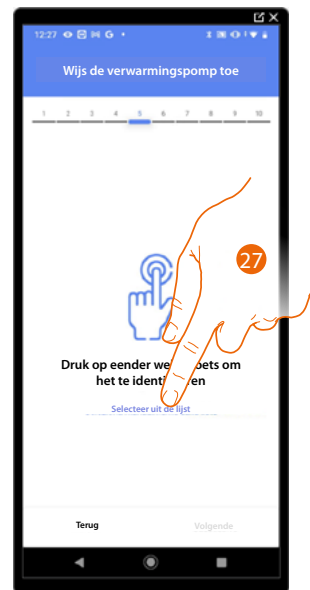 12:27 G
Wijs de verwarmingspomp toe
1 2 3 4 5 6 7 8 9 10
27
Druk op eender we oets om
het te identi en
Selecteer uit de lijst
Terug Volgende